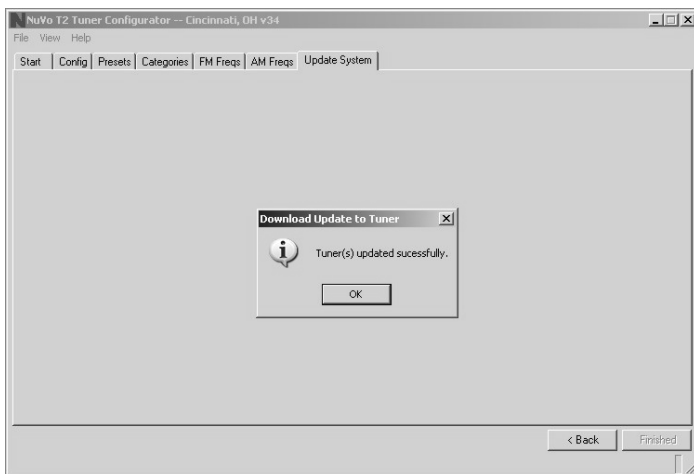 NuVo T2 Tuner Configurator -- Cincinnati, OH v34
File View Help
Start Config Presets Categories FM Freqs AM Freqs Update System
Download Update to Tuner
Tuner(s) updated sucessfully.
OK
< Back Finished